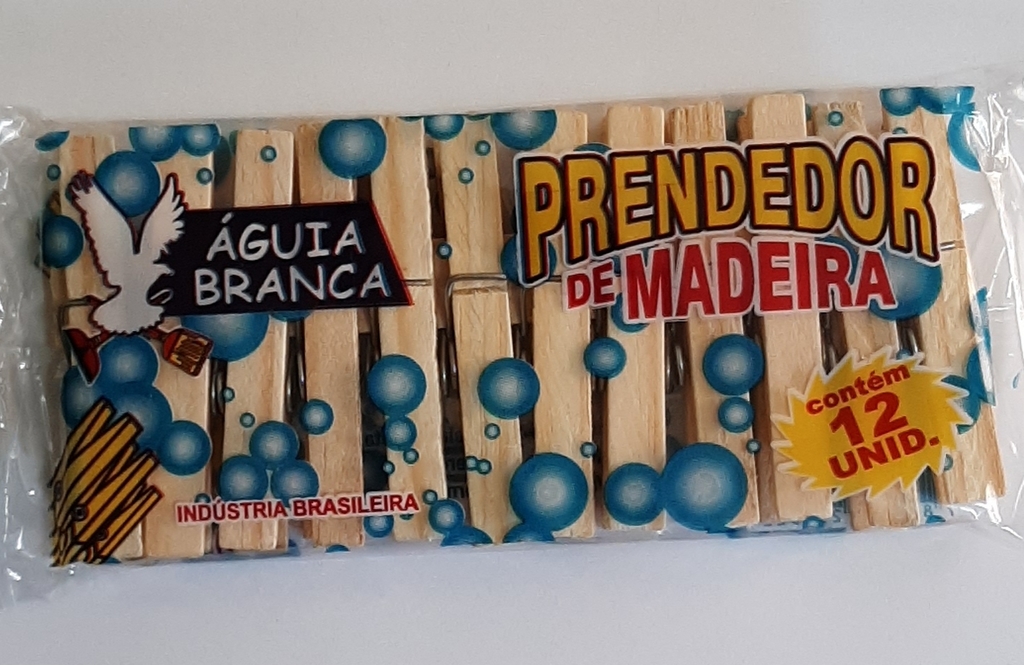 ÁGUIA
BRANCA
PRENDEDOR
DE MADEIRA
contém
12
UNID.
INDÚSTRIA BRASILEIRA